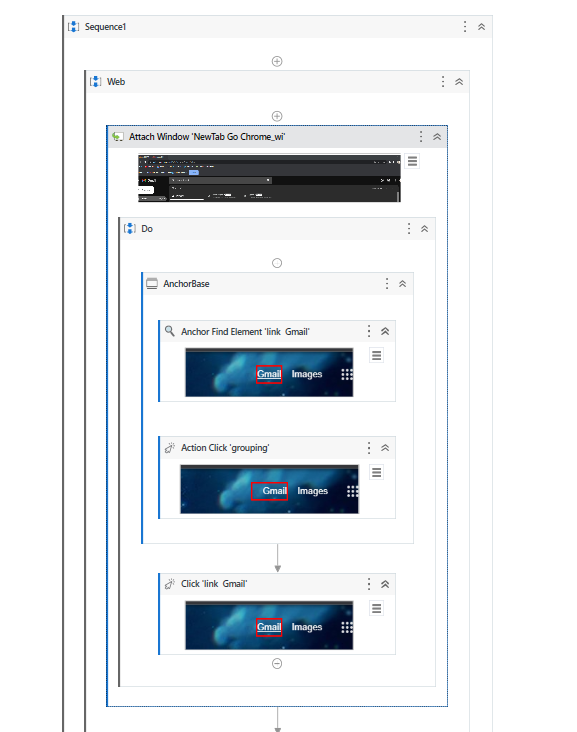 Sequence1
Web
Attach Window 'NewTab Go Chrome_wi'
Do
AnchorBase
Anchor Find Element 'link Gmail'
Gmail Images
Action Click 'grouping'
Gmail Images
Click 'link Gmail'
Gmail Images